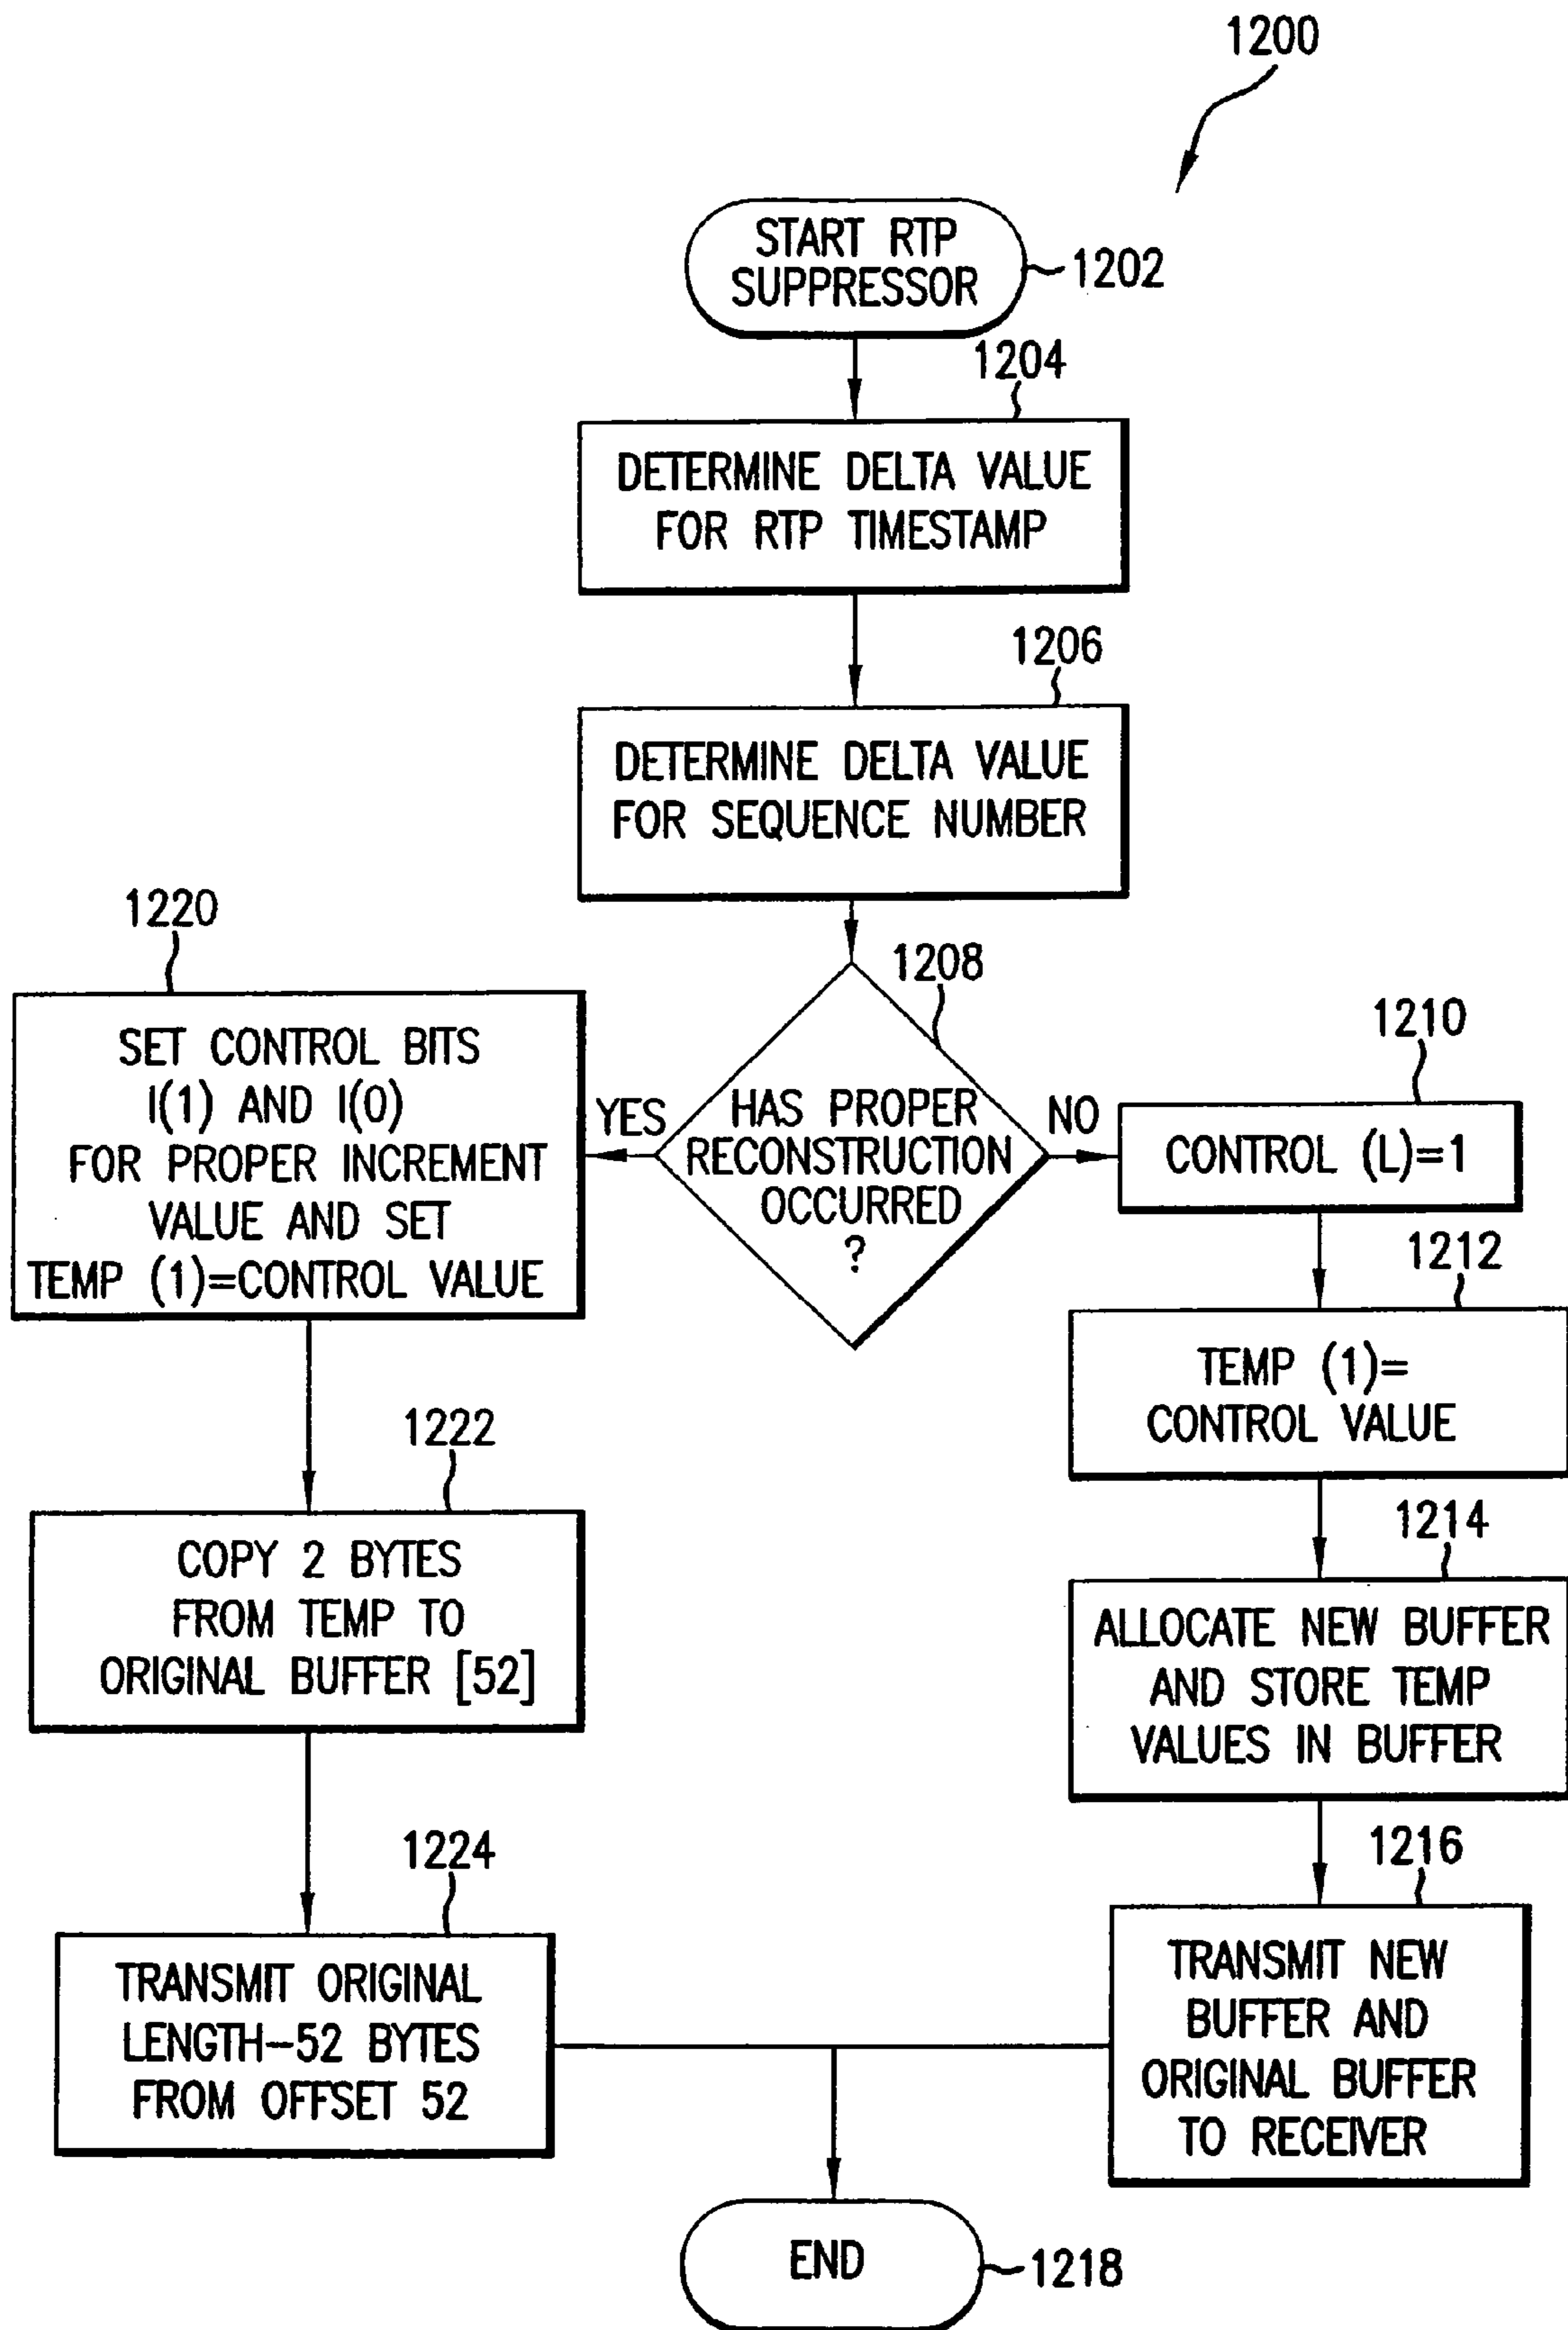 1200
START RTP
SUPPRESSOR
1202
1204
DETERMINE DELTA VALUE
FOR RTP TIMESTAMP
1206
DETERMINE DELTA VALUE
FOR SEQUENCE NUMBER
1208
HAS PROPER
RECONSTRUCTION
OCCURRED
?
YES
NO
1220
SET CONTROL BITS
I(1) AND I(0)
FOR PROPER INCREMENT
VALUE AND SET
TEMP (1)=CONTROL VALUE
1222
COPY 2 BYTES
FROM TEMP TO
ORIGINAL BUFFER [52]
1224
TRANSMIT ORIGINAL
LENGTH-52 BYTES
FROM OFFSET 52
1210
CONTROL (L)=1
1212
TEMP (1)=
CONTROL VALUE
1214
ALLOCATE NEW BUFFER
AND STORE TEMP
VALUES IN BUFFER
1216
TRANSMIT NEW
BUFFER AND
ORIGINAL BUFFER
TO RECEIVER
END
1218